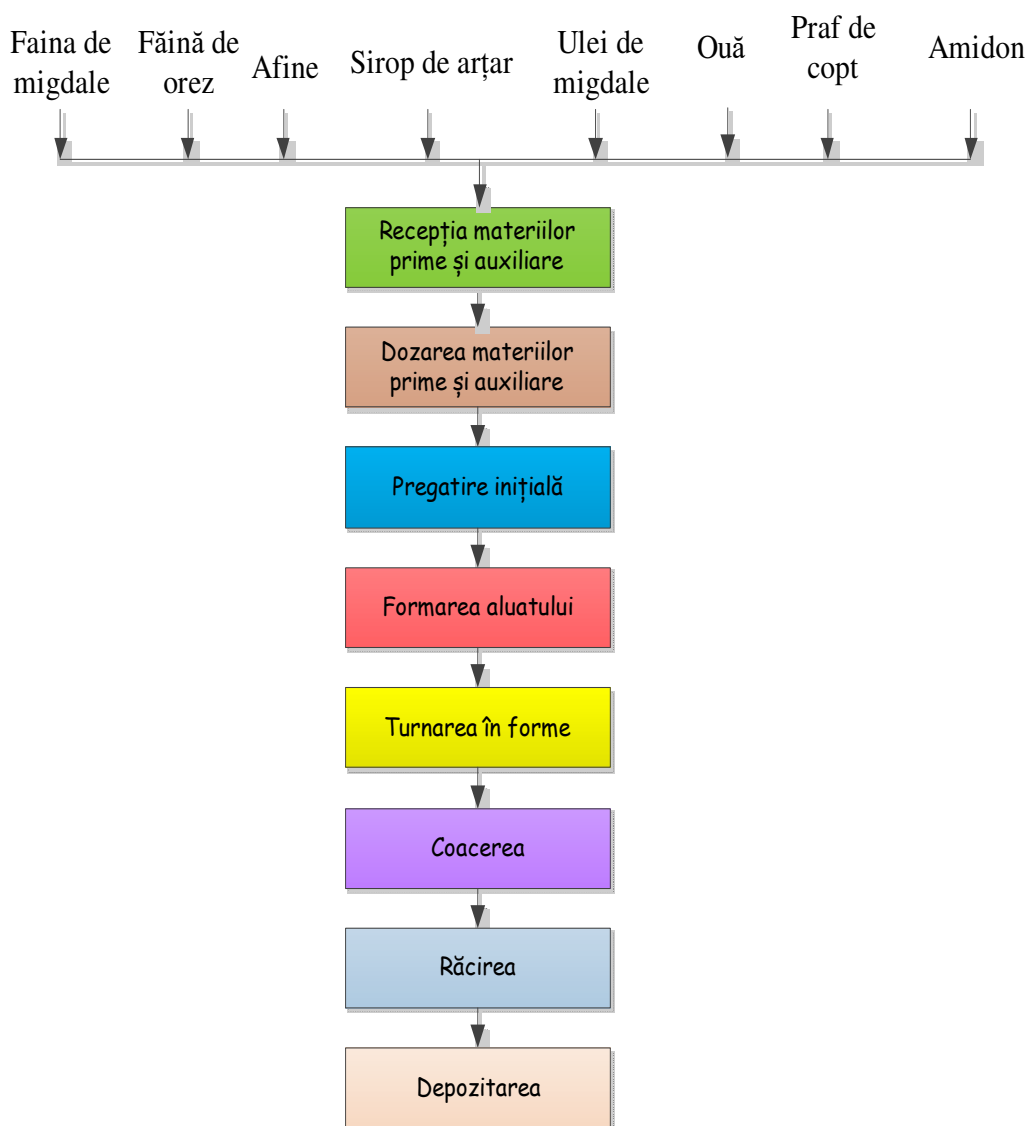 Faina de
migdale
Făină de
orez
Afine
Sirop de arțar
Ulei de
migdale
Ouă
Praf de
copt
Amidon
Recepția materiilor
prime și auxiliare
Dozarea materiilor
prime și auxiliare
Pregatire inițială
Formarea aluatului
Turnarea în forme
Coacerea
Răcirea
Depozitarea